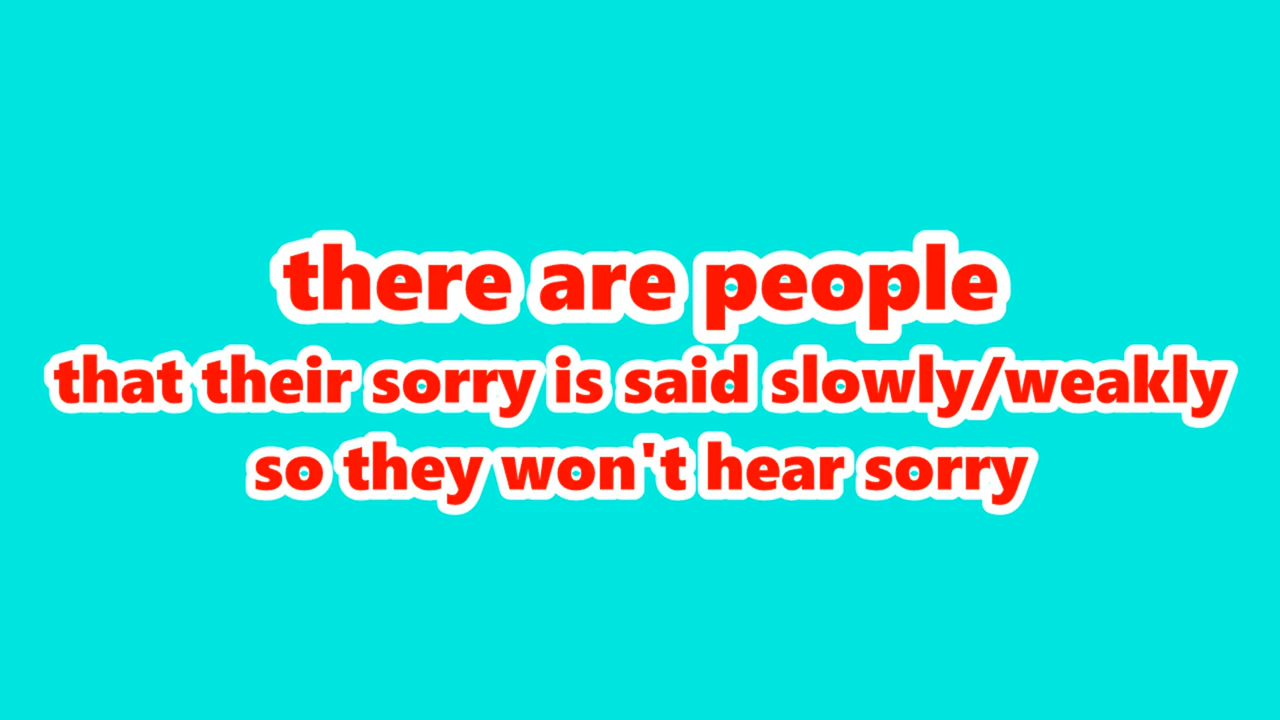 there are people
that their sorry is said slowly/weakly
so they won't hear sorry